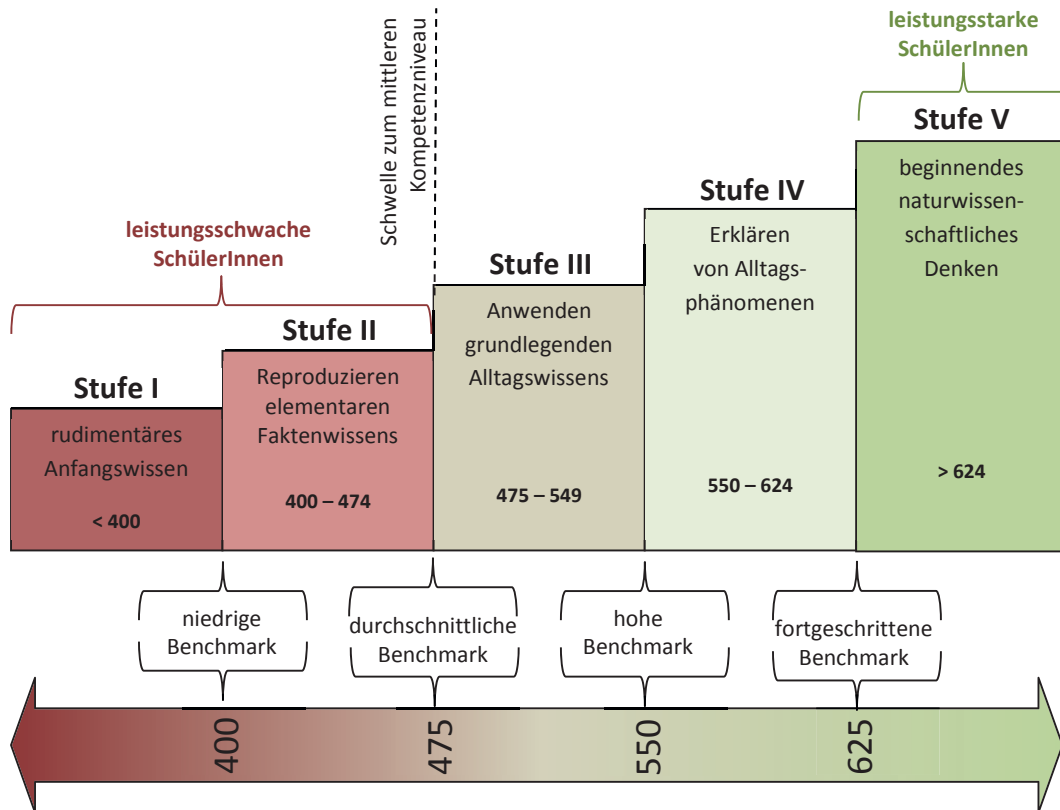 leistungsstarke
SchülerInnen
Schwelle zum mittleren
Kompetenzniveau
leistungsschwache
SchülerInnen
Stufe I
rudimentäres
Anfangswissen
< 400
Stufe II
Reproduzieren
elementaren
Faktenwissens
400 – 474
Stufe III
Anwenden
grundlegenden
Alltagswissens
475 – 549
Stufe IV
Erklären
von Alltags-
phänomenen
550 – 624
Stufe V
beginnendes
naturwissen-
schaftliches
Denken
> 624
niedrige
Benchmark
durchschnittliche
Benchmark
hohe
Benchmark
fortgeschrittene
Benchmark
400
475
550
625